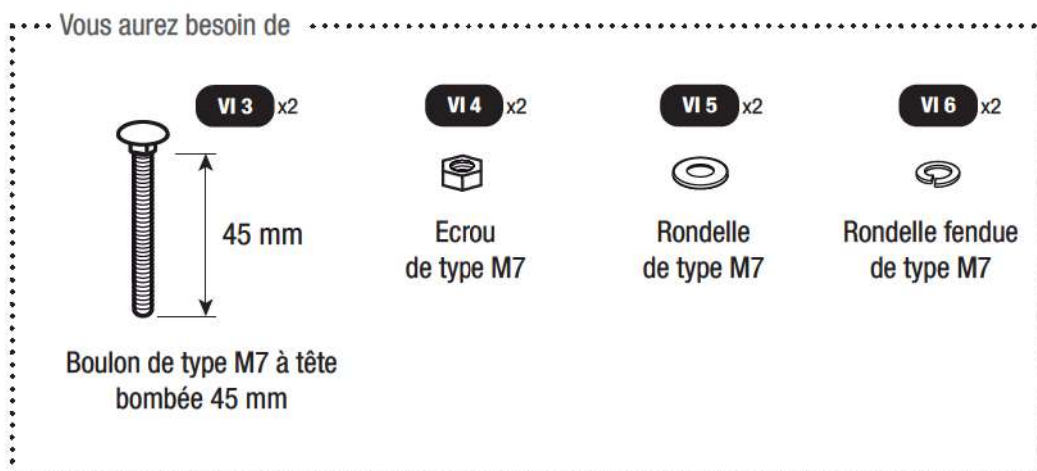 Vous aurez besoin de
VI 3 x2
45 mm
Boulon de type M7 à tête
bombée 45 mm
VI 4 x2
Ecrou
de type M7
VI 5 x2
Rondelle
de type M7
VI 6 x2
Rondelle fendue
de type M7